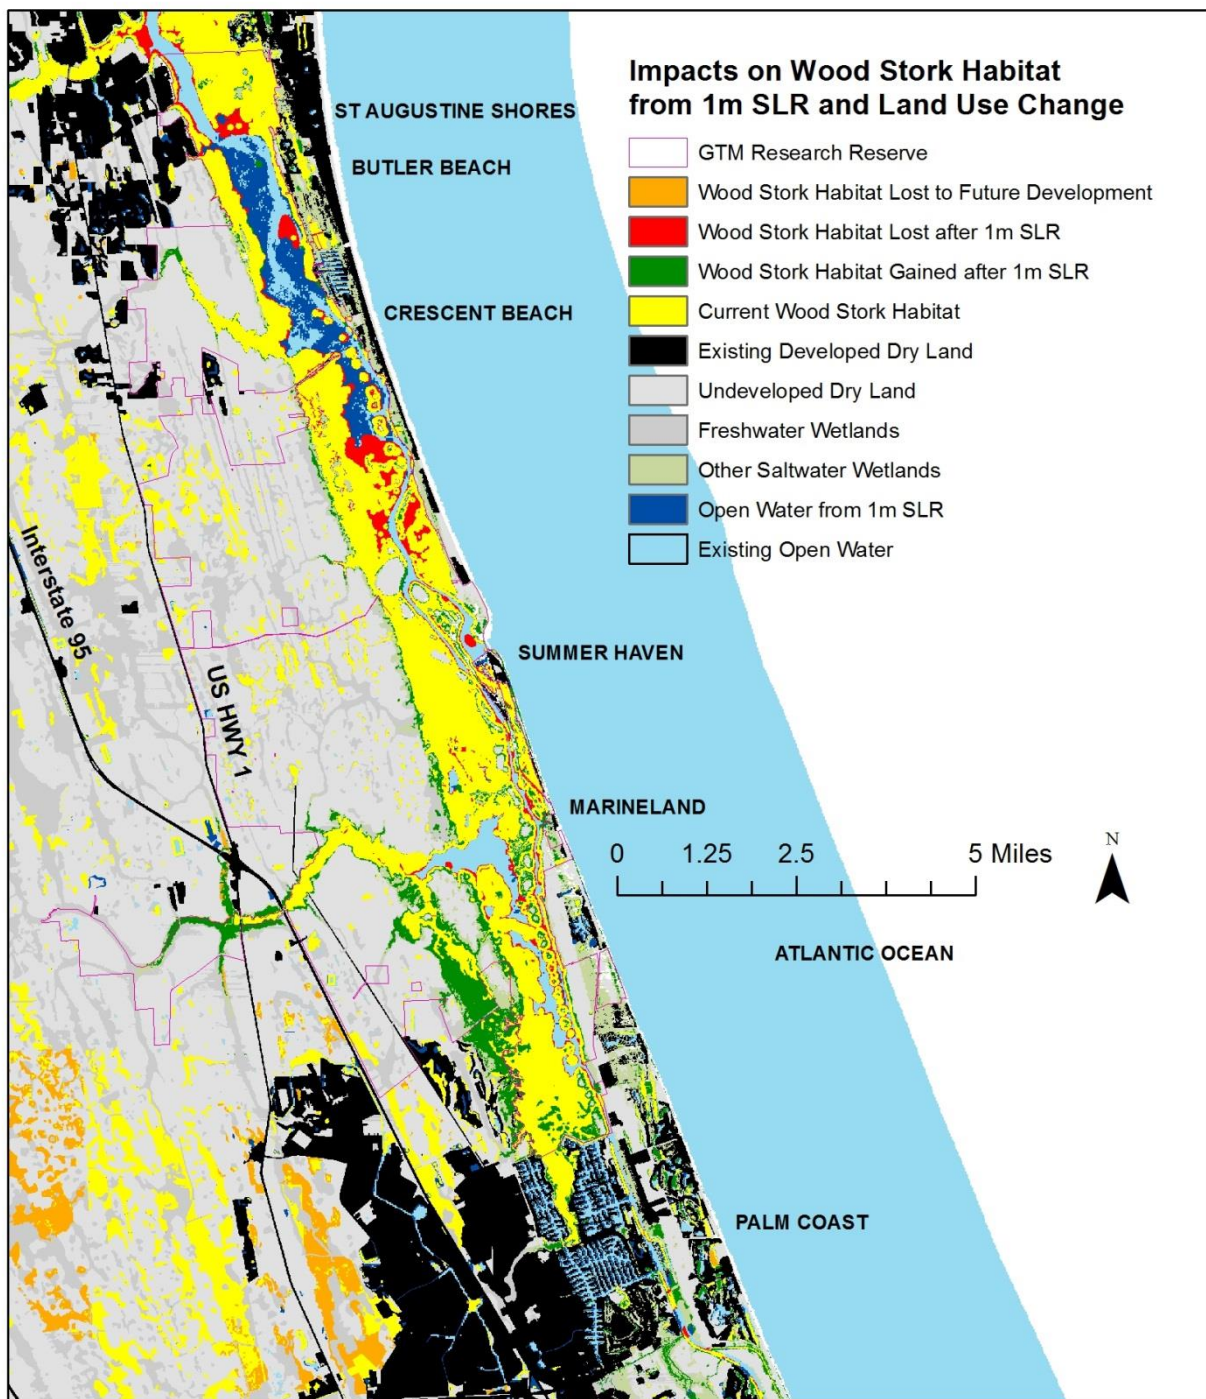 Impacts on Wood Stork Habitat
from 1m SLR and Land Use Change
GTM Research Reserve
Wood Stork Habitat Lost to Future Development
Wood Stork Habitat Lost after 1m SLR
Wood Stork Habitat Gained after 1m SLR
Current Wood Stork Habitat
Existing Developed Dry Land
Undeveloped Dry Land
Freshwater Wetlands
Other Saltwater Wetlands
Open Water from 1m SLR
Existing Open Water
ST AUGUSTINE SHORES
BUTLER BEACH
CRESCENT BEACH
Interstate 95
US HWY 1
SUMMER HAVEN
MARINELAND
0 1.25 2.5 5 Miles
N
ATLANTIC OCEAN
PALM COAST